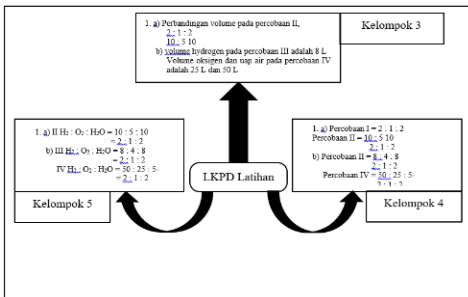 1. a) Perbandingan volume pada percobaan II,
2 : 1 : 2
10 : 5 10
b) volume hydrogen pada percobaan III adalah 8 L
Volume oksigen dan uap air pada percobaan IV
adalah 25 L dan 50 L
Kelompok 3
1. a) II H₂ : O₂ : H₂O = 10 : 5 : 10
= 2 : 1 : 2
b) III H₂ : O₂ : H₂O = 8 : 4 : 8
= 2 : 1 : 2
IV H₂ : O₂ : H₂O = 50 : 25 : 5
= 2 : 1 : 2
Kelompok 5
LKPD Latihan
1. a) Percobaan I = 2 : 1 : 2
Percobaan II = 10 : 5 10
2 : 1 : 2
b) Percobaan II = 8 : 4 : 8
2 : 1 : 2
Percobaan IV = 50 : 25 : 5
2 : 1 : 2
Kelompok 4